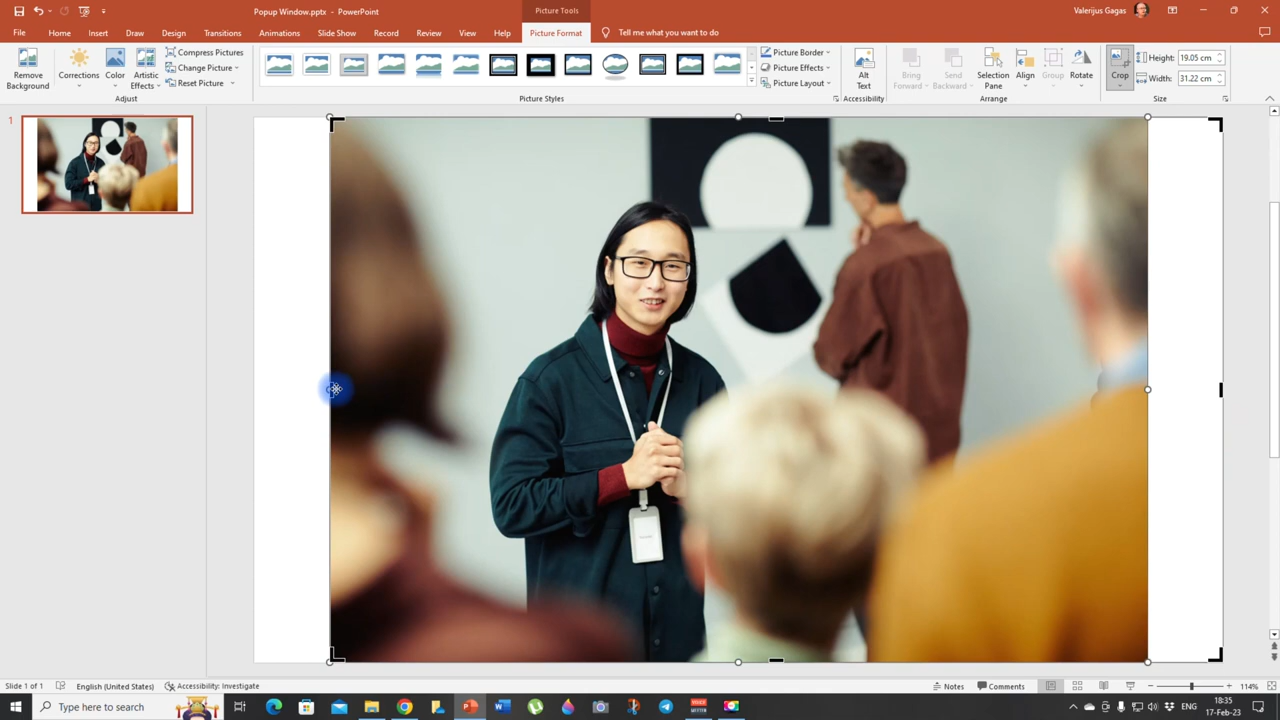 Popup Window.pptx - PowerPoint
Picture Tools
Valerijus Gagas
File
Home
Insert
Draw
Design
Transitions
Animations
Slide Show
Record
Review
View
Help
Picture Format
Tell me what you want to do
Remove Background
Corrections
Color
Artistic Effects
Compress Pictures
Change Picture
Reset Picture
Adjust
Picture Styles
Picture Border
Picture Effects
Picture Layout
Alt Text
Accessibility
Bring Forward
Send Backward
Selection Pane
Align
Group
Rotate
Arrange
Crop
Height: 19.05 cm
Width: 31.22 cm
Size
1
Slide 1 of 1
English (United States)
Accessibility: Investigate
Notes
Comments
114%
Type here to search
ENG
18:35
17-Feb-23